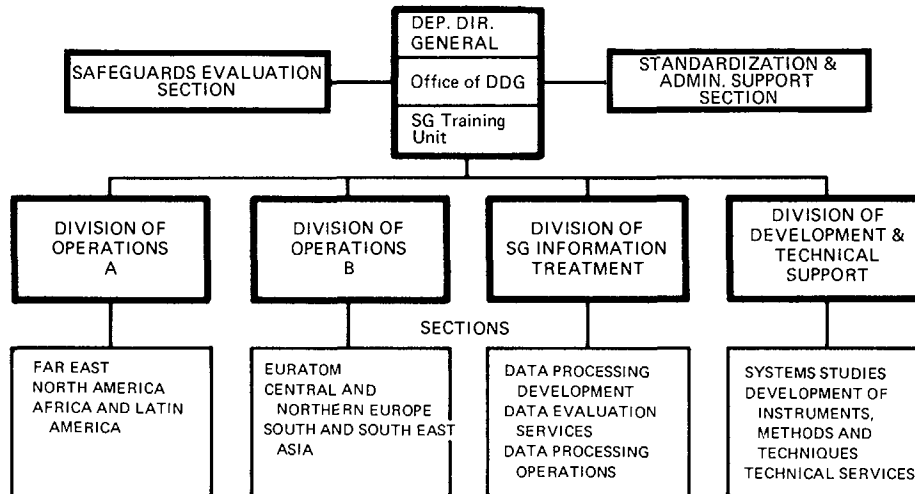 DEP. DIR.
GENERAL
Office of DDG
SG Training
Unit
SAFEGUARDS EVALUATION
SECTION
STANDARDIZATION &
ADMIN. SUPPORT
SECTION
DIVISION OF
OPERATIONS
A
DIVISION OF
OPERATIONS
B
DIVISION OF
SG INFORMATION
TREATMENT
DIVISION OF
DEVELOPMENT &
TECHNICAL
SUPPORT
SECTIONS
FAR EAST
NORTH AMERICA
AFRICA AND LATIN
AMERICA
EURATOM
CENTRAL AND
NORTHERN EUROPE
SOUTH AND SOUTH EAST
ASIA
DATA PROCESSING
DEVELOPMENT
DATA EVALUATION
SERVICES
DATA PROCESSING
OPERATIONS
SYSTEMS STUDIES
DEVELOPMENT OF
INSTRUMENTS,
METHODS AND
TECHNIQUES
TECHNICAL SERVICES